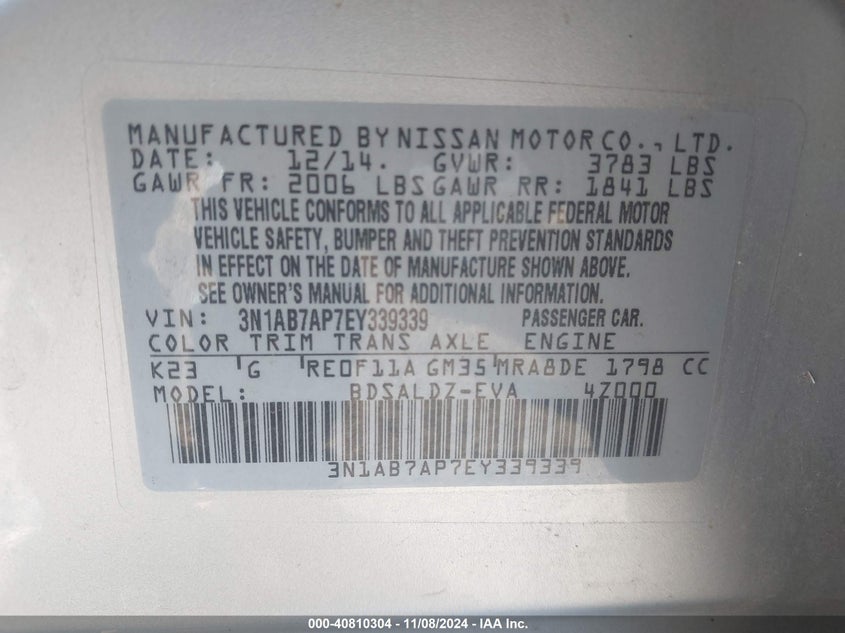 MANUFACTURED BY NISSAN MOTOR CO., LTD.
DATE: 12/14. GVWR: 3783 LBS
GAWR FR: 2006 LBS GAWR RR: 1841 LBS
THIS VEHICLE CONFORMS TO ALL APPLICABLE FEDERAL MOTOR
VEHICLE SAFETY, BUMPER AND THEFT PREVENTION STANDARDS
IN EFFECT ON THE DATE OF MANUFACTURE SHOWN ABOVE.
SEE OWNER'S MANUAL FOR ADDITIONAL INFORMATION.
VIN: 3N1AB7AP7EY339339 PASSENGER CAR.
COLOR TRIM TRANS AXLE ENGINE
K23 G RE0F11A GM35 MRA8DE 1798 CC
MODEL: BDSALDZ-EVA 4Z000
3N1AB7AP7EY339339
000-40810304 - 11/08/2024 - IAA Inc.